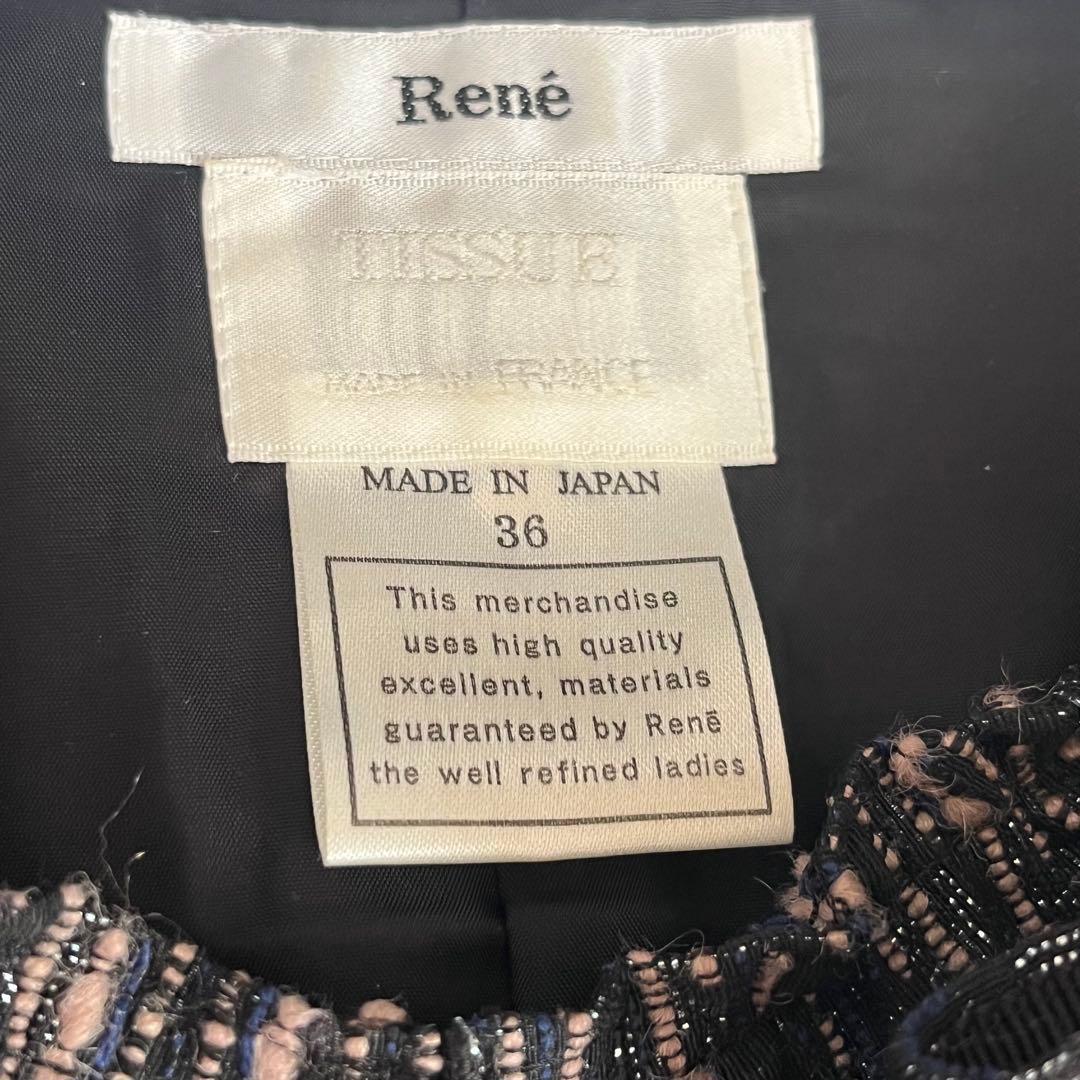 René
TISSUE
MADE IN FRANCE
MADE IN JAPAN
36
This merchandise
uses high quality
excellent, materials
guaranteed by René
the well refined ladies